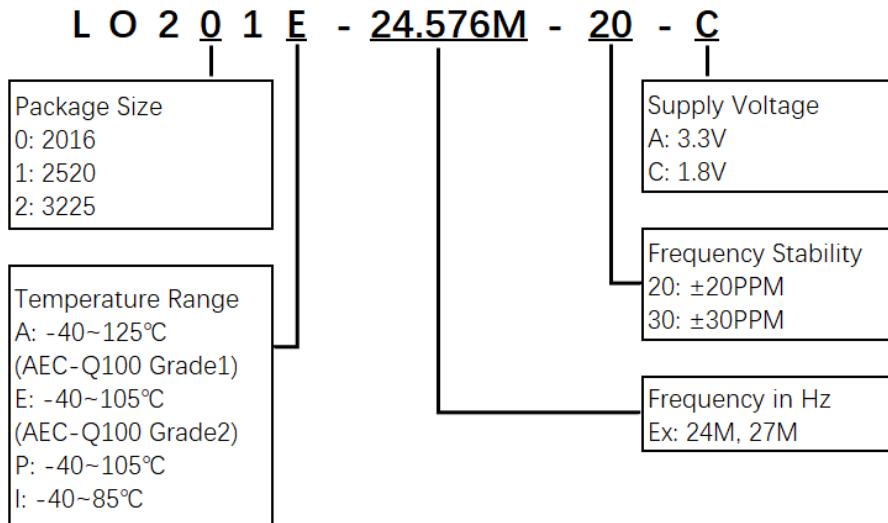 L O 2 0 1 E - 24.576M - 20 - C
Package Size
0: 2016
1: 2520
2: 3225
Temperature Range
A: -40~125℃
(AEC-Q100 Grade1)
E: -40~105℃
(AEC-Q100 Grade2)
P: -40~105℃
I: -40~85℃
Supply Voltage
A: 3.3V
C: 1.8V
Frequency Stability
20: ±20PPM
30: ±30PPM
Frequency in Hz
Ex: 24M, 27M